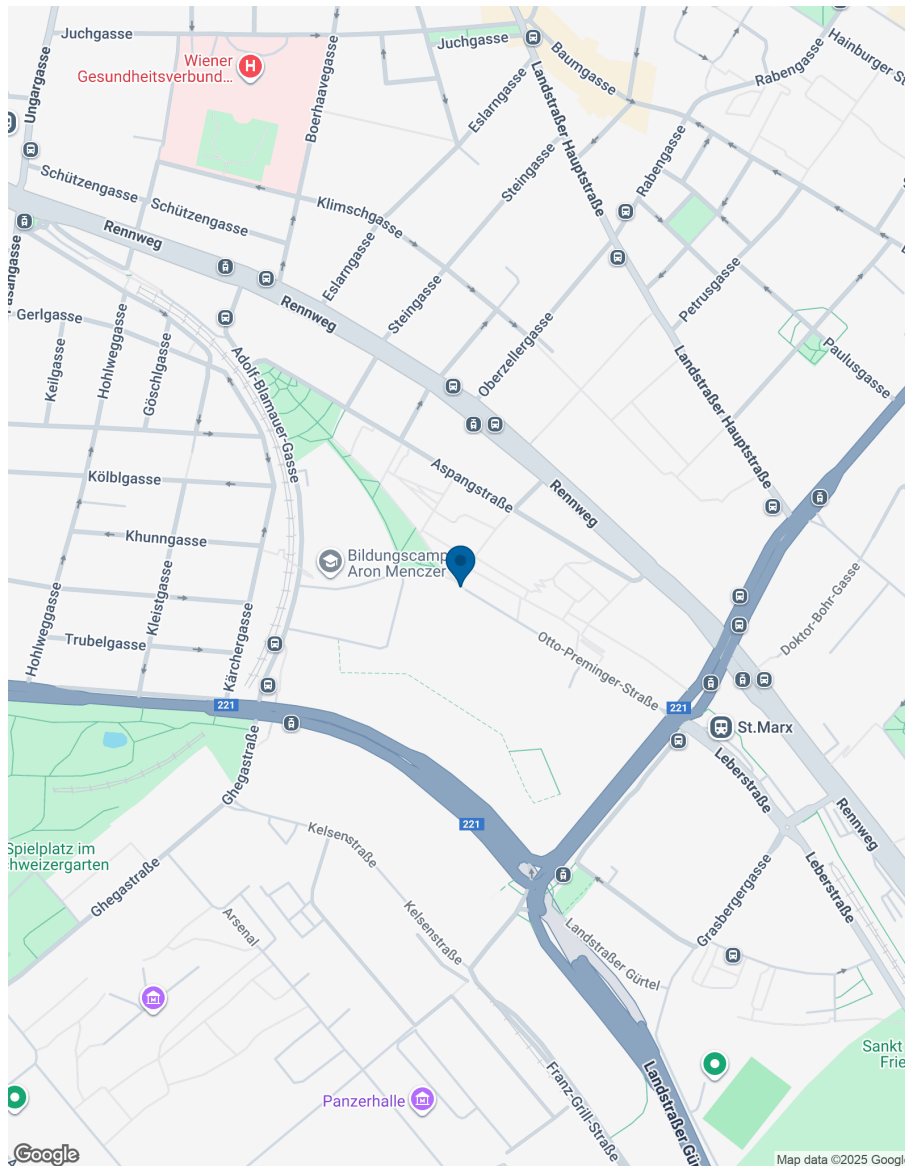 Juchgasse
Juchgasse
Hainburger St
Wiener
Gesundheitsverbund...
H
Baumgasse
Rabengasse
Ungargasse
Boerhaavegasse
Eslarngasse
Landstraßer Hauptstraße
Rabengasse
Steingasse
Schützengasse
Schützengasse
Klimschgasse
Rennweg
Eslarngasse
Petrusgasse
Steingasse
Rennweg
Gerlgasse
Oberzellergasse
Paulusgasse
Keilgasse
Hohlweggasse
Göschlgasse
Adolf-Blamauer-Gasse
Landstraßer Hauptstraße
Aspangstraße
Rennweg
Kölblgasse
Khunngasse
Bildungscamp
Aron Menczer
Kleistgasse
Hohlweggasse
Kärchergasse
Trubelgasse
Doktor-Bohr-Gasse
Otto-Preminger-Straße
221
221
St.Marx
Ghegastraße
Leberstraße
221
Rennweg
Kelsenstraße
Spielplatz im
chweizergarten
Ghegastraße
Leberstraße
Grasbergergasse
Arsenal
Kelsenstraße
Landstraßer Gürtel
Sankt
Frie
Panzerhalle
Franz-Grill-Straße
Landstraßer Gür
Google
Map data ©2025 Google